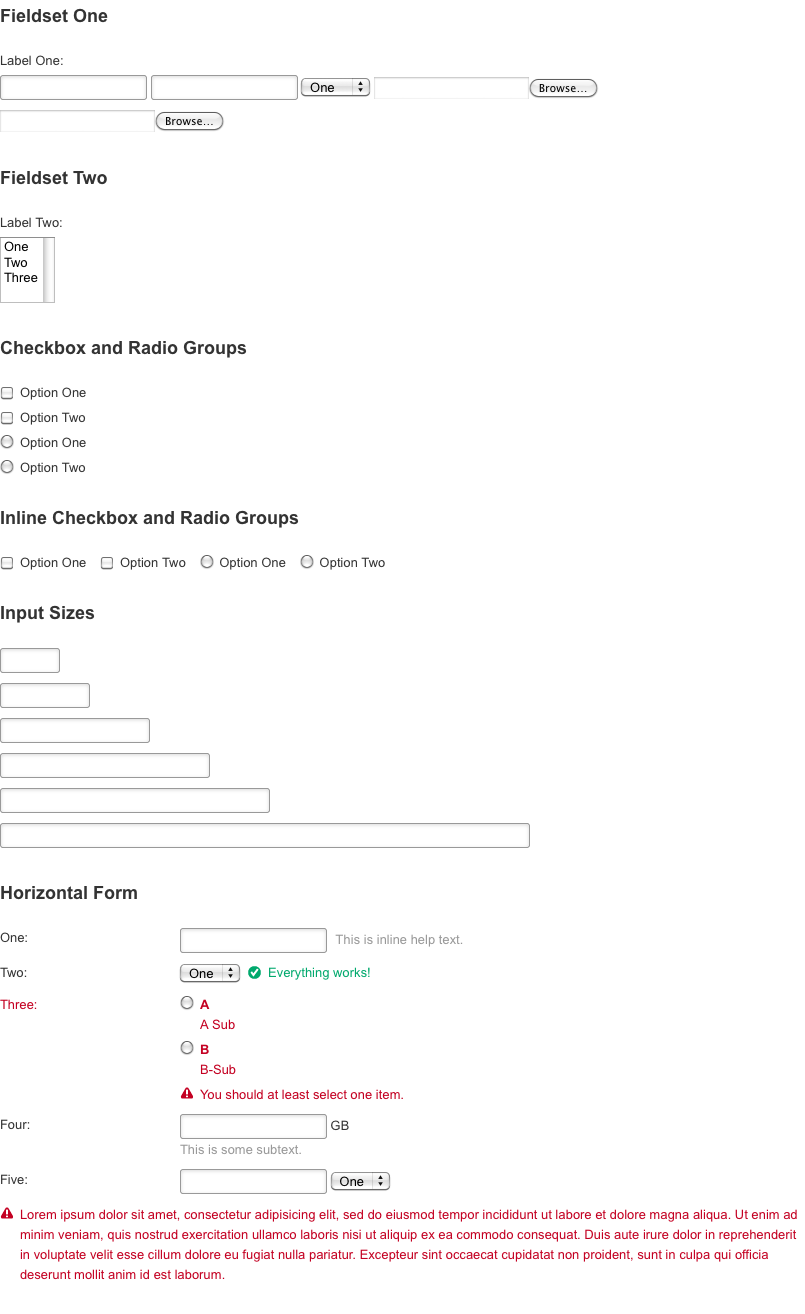 Fieldset One
Label One:
One Browse...
Browse...
Fieldset Two
Label Two:
One
Two
Three
Checkbox and Radio Groups
Option One
Option Two
Option One
Option Two
Inline Checkbox and Radio Groups
Option One Option Two Option One Option Two
Input Sizes
Horizontal Form
One: This is inline help text.
Two: One Everything works!
Three: A
A Sub
B
B-Sub
You should at least select one item.
Four: GB
This is some subtext.
Five: One
Lorem ipsum dolor sit amet, consectetur adipisicing elit, sed do eiusmod tempor incididunt ut labore et dolore magna aliqua. Ut enim ad
minim veniam, quis nostrud exercitation ullamco laboris nisi ut aliquip ex ea commodo consequat. Duis aute irure dolor in reprehenderit
in voluptate velit esse cillum dolore eu fugiat nulla pariatur. Excepteur sint occaecat cupidatat non proident, sunt in culpa qui officia
deserunt mollit anim id est laborum.